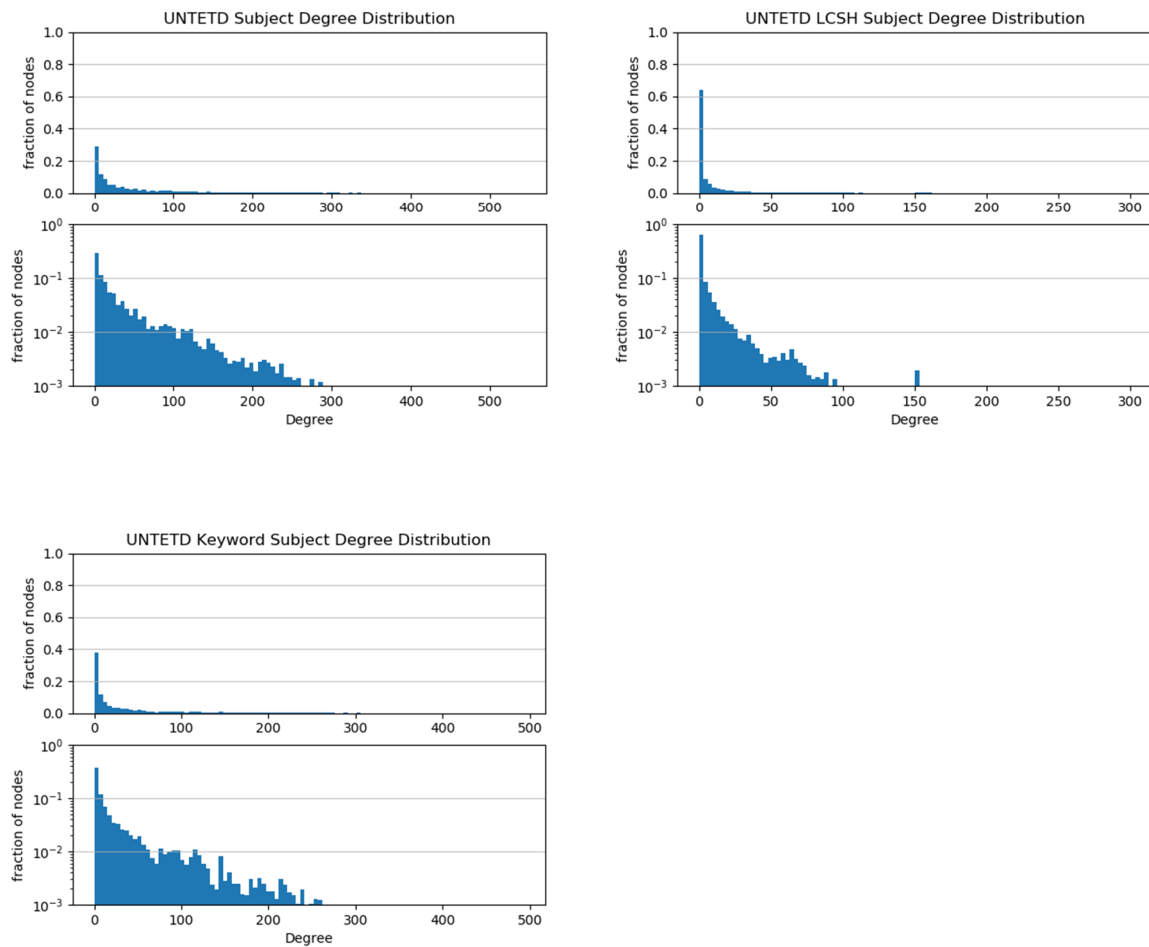 UNTETD Subject Degree Distribution
1.0
0.8
0.6
0.4
0.2
0.0
fraction of nodes
0 100 200 300 400 500
10⁰
10⁻¹
10⁻²
10⁻³
fraction of nodes
0 100 200 300 400 500
Degree
UNTETD LCSH Subject Degree Distribution
1.0
0.8
0.6
0.4
0.2
0.0
fraction of nodes
0 50 100 150 200 250 300
10⁰
10⁻¹
10⁻²
10⁻³
fraction of nodes
0 50 100 150 200 250 300
Degree
UNTETD Keyword Subject Degree Distribution
1.0
0.8
0.6
0.4
0.2
0.0
fraction of nodes
0 100 200 300 400 500
10⁰
10⁻¹
10⁻²
10⁻³
fraction of nodes
0 100 200 300 400 500
Degree